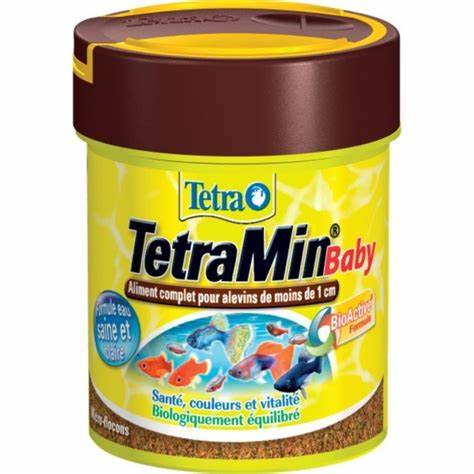 Tetra
TetraMin® Baby
Aliment complet pour alevins de moins de 1 cm
Formule eau
saine et
claire
BioActive
Formule
Santé, couleurs et vitalité
Biologiquement équilibré
Micro-flocons